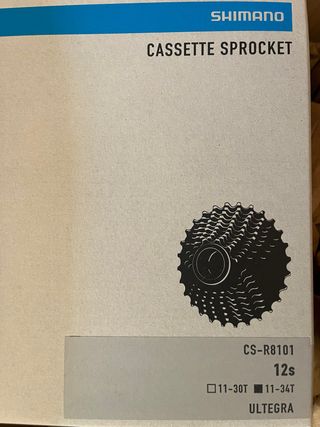 SHIMANO
CASSETTE SPROCKET
CS-R8101
12s
□11-30T ■11-34T
ULTEGRA